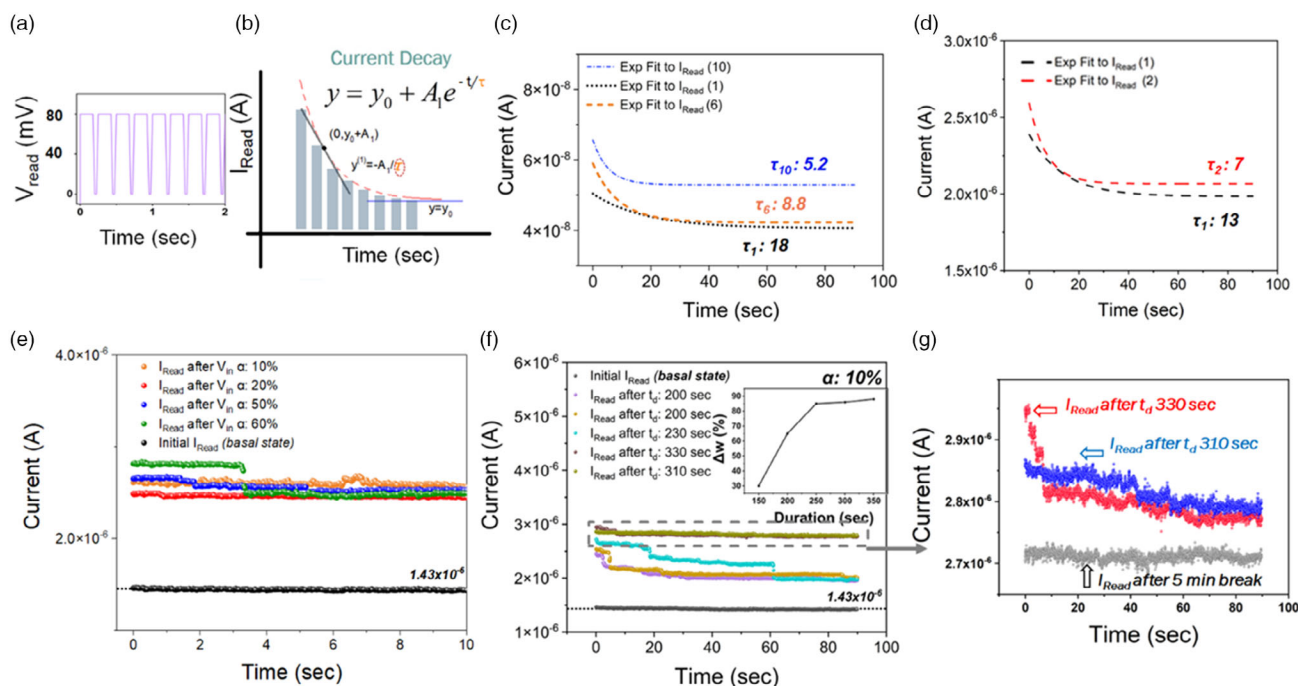 (a)
V_read (mV)
80
40
0
0
1
2
Time (sec)
(b)
Current Decay
y = y₀ + A₁e^(-t/τ)
(0,y₀+A₁)
y⁽¹⁾=-A₁/τ
y=y₀
I_Read (A)
Time (sec)
(c)
Exp Fit to I_Read (10)
Exp Fit to I_Read (1)
Exp Fit to I_Read (6)
Current (A)
8x10⁻⁸
6x10⁻⁸
4x10⁻⁸
τ₁₀: 5.2
τ₆: 8.8
τ₁: 18
0 20 40 60 80 100
Time (sec)
(d)
3.0x10⁻⁶
2.5x10⁻⁶
2.0x10⁻⁶
1.5x10⁻⁶
Exp Fit to I_Read (1)
Exp Fit to I_Read (2)
Current (A)
τ₂: 7
τ₁: 13
0 20 40 60 80 100
Time (sec)
(e)
4.0x10⁻⁶
2.0x10⁻⁶
I_Read after V_in α: 10%
I_Read after V_in α: 20%
I_Read after V_in α: 50%
I_Read after V_in α: 60%
Initial I_Read (basal state)
Current (A)
1.43x10⁻⁶
0 2 4 6 8 10
Time (sec)
(f)
6x10⁻⁶
5x10⁻⁶
4x10⁻⁶
3x10⁻⁶
2x10⁻⁶
1x10⁻⁶
Initial I_Read (basal state)
I_Read after t_d: 200 sec
I_Read after t_d: 200 sec
I_Read after t_d: 230 sec
I_Read after t_d: 330 sec
I_Read after t_d: 310 sec
Current (A)
α: 10%
Δw (%)
90
80
70
60
50
40
30
150 200 250 300 350
Duration (sec)
1.43x10⁻⁶
0 20 40 60 80 100
Time (sec)
(g)
2.9x10⁻⁶
2.8x10⁻⁶
2.7x10⁻⁶
Current (A)
I_Read after t_d 330 sec
I_Read after t_d 310 sec
I_Read after 5 min break
0 20 40 60 80 100
Time (sec)